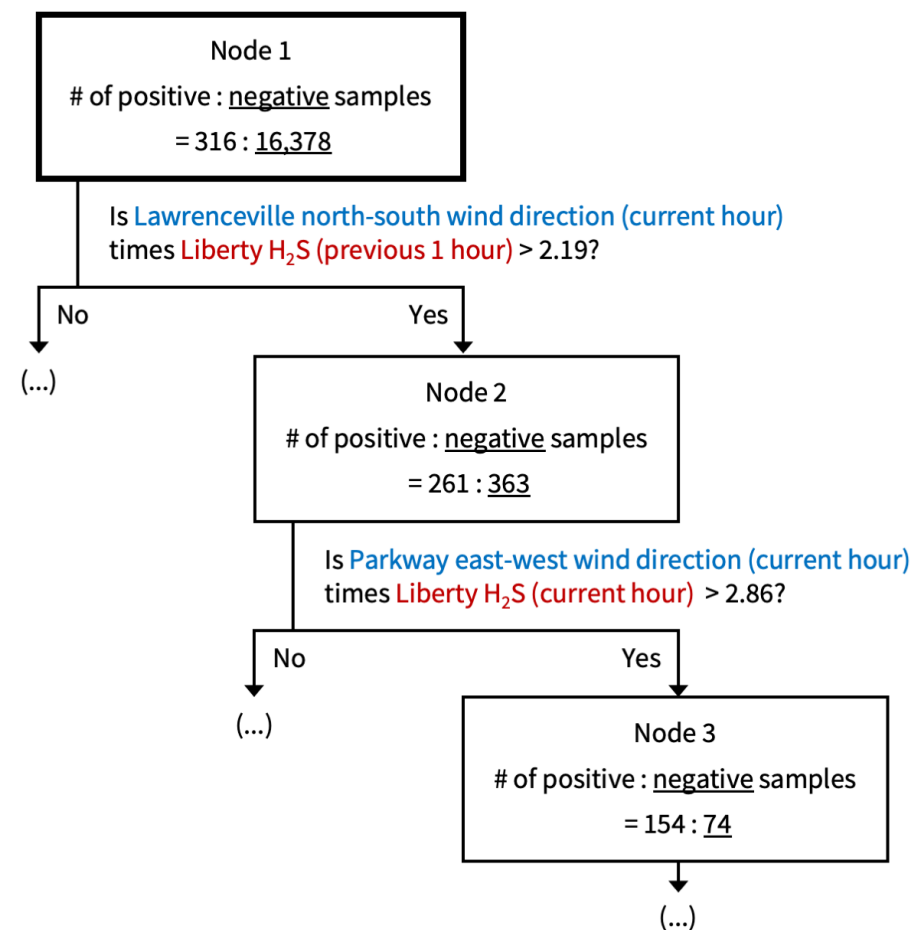 Node 1
# of positive : negative samples
= 316 : 16,378
Is Lawrenceville north-south wind direction (current hour)
times Liberty H₂S (previous 1 hour) > 2.19?
No
Yes
(...)
Node 2
# of positive : negative samples
= 261 : 363
Is Parkway east-west wind direction (current hour)
times Liberty H₂S (current hour) > 2.86?
No
Yes
(...)
Node 3
# of positive : negative samples
= 154 : 74
(...)